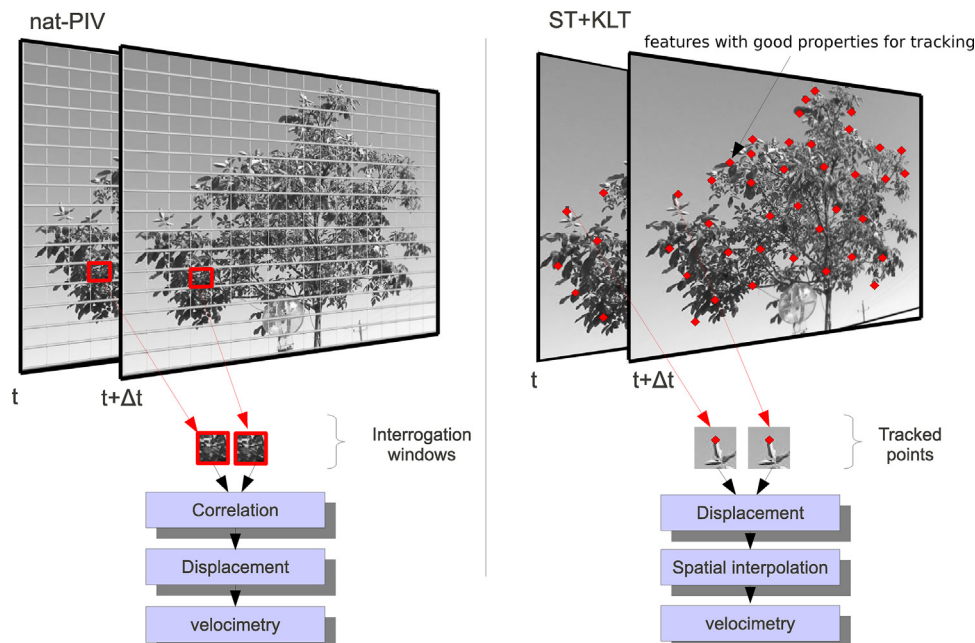 nat-PIV
t
t+Δt
Interrogation
windows
Correlation
Displacement
velocimetry
ST+KLT
features with good properties for tracking
t
t+Δt
Tracked
points
Displacement
Spatial interpolation
velocimetry